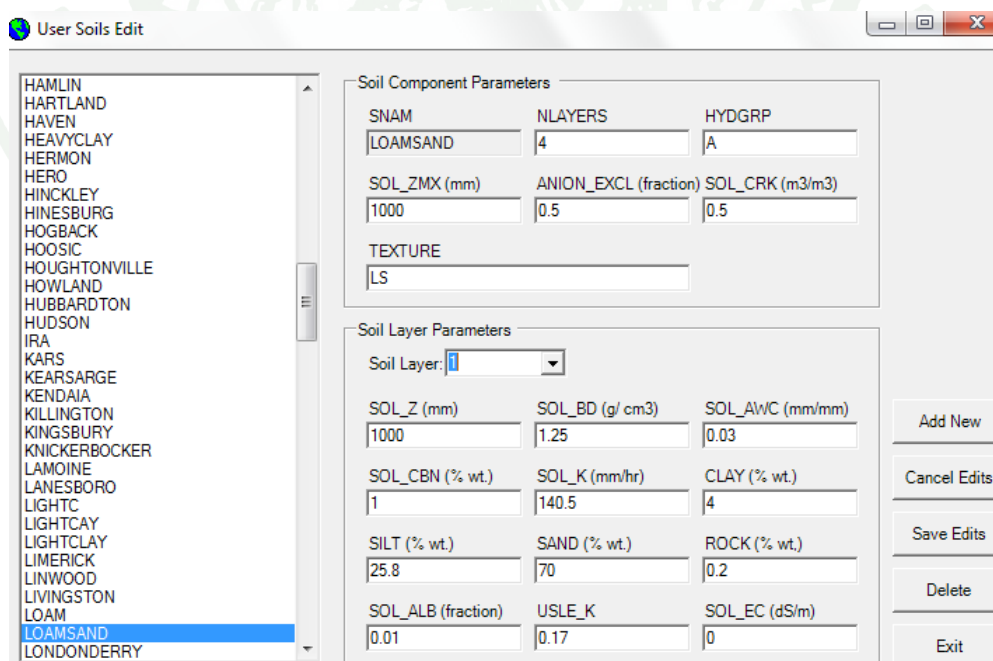 User Soils Edit
HAMLIN
HARTLAND
HAVEN
HEAVYCLAY
HERMON
HERO
HINCKLEY
HINESBURG
HOGBACK
HOOSIC
HOUGHTONVILLE
HOWLAND
HUBBARDTON
HUDSON
IRA
KARS
KEARSARGE
KENDAIA
KILLINGTON
KINGSBURY
KNICKERBOCKER
LAMOINE
LANESBORO
LIGHTC
LIGHTCAY
LIGHTCLAY
LIMERICK
LINWOOD
LIVINGSTON
LOAM
LOAMSAND
LONDONDERRY
Soil Component Parameters
SNAM NLAYERS HYDGRP
LOAMSAND 4 A
SOL_ZMX (mm) ANION_EXCL (fraction) SOL_CRK (m3/m3)
1000 0.5 0.5
TEXTURE
LS
Soil Layer Parameters
Soil Layer: 1
SOL_Z (mm) SOL_BD (g/ cm3) SOL_AWC (mm/mm)
1000 1.25 0.03
SOL_CBN (% wt.) SOL_K (mm/hr) CLAY (% wt.)
1 140.5 4
SILT (% wt.) SAND (% wt.) ROCK (% wt,)
25.8 70 0.2
SOL_ALB (fraction) USLE_K SOL_EC (dS/m)
0.01 0.17 0
Add New
Cancel Edits
Save Edits
Delete
Exit